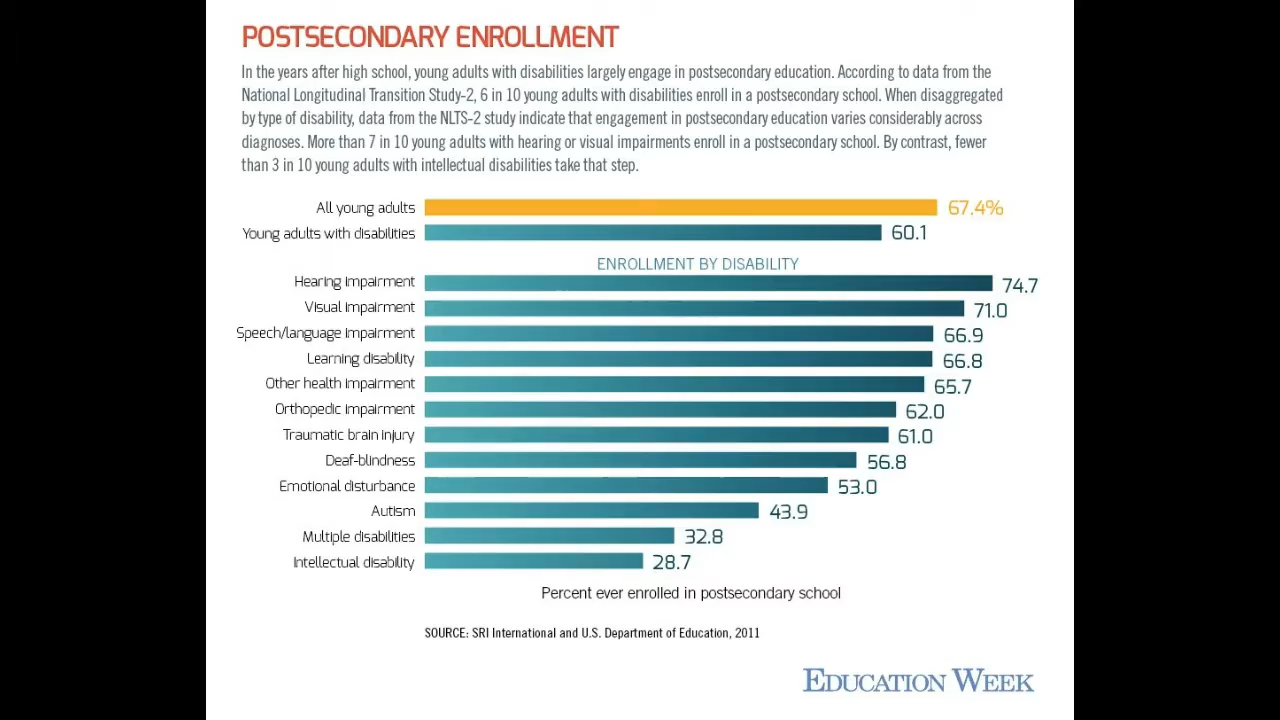 POSTSECONDARY ENROLLMENT
In the years after high school, young adults with disabilities largely engage in postsecondary education. According to data from the
National Longitudinal Transition Study-2, 6 in 10 young adults with disabilities enroll in a postsecondary school. When disaggregated
by type of disability, data from the NLTS-2 study indicate that engagement in postsecondary education varies considerably across
diagnoses. More than 7 in 10 young adults with hearing or visual impairments enroll in a postsecondary school. By contrast, fewer
than 3 in 10 young adults with intellectual disabilities take that step.
All young adults 67.4%
Young adults with disabilities 60.1
ENROLLMENT BY DISABILITY
Hearing impairment 74.7
Visual impairment 71.0
Speech/language impairment 66.9
Learning disability 66.8
Other health impairment 65.7
Orthopedic impairment 62.0
Traumatic brain injury 61.0
Deaf-blindness 56.8
Emotional disturbance 53.0
Autism 43.9
Multiple disabilities 32.8
Intellectual disability 28.7
Percent ever enrolled in postsecondary school
SOURCE: SRI International and U.S. Department of Education, 2011
EDUCATION WEEK